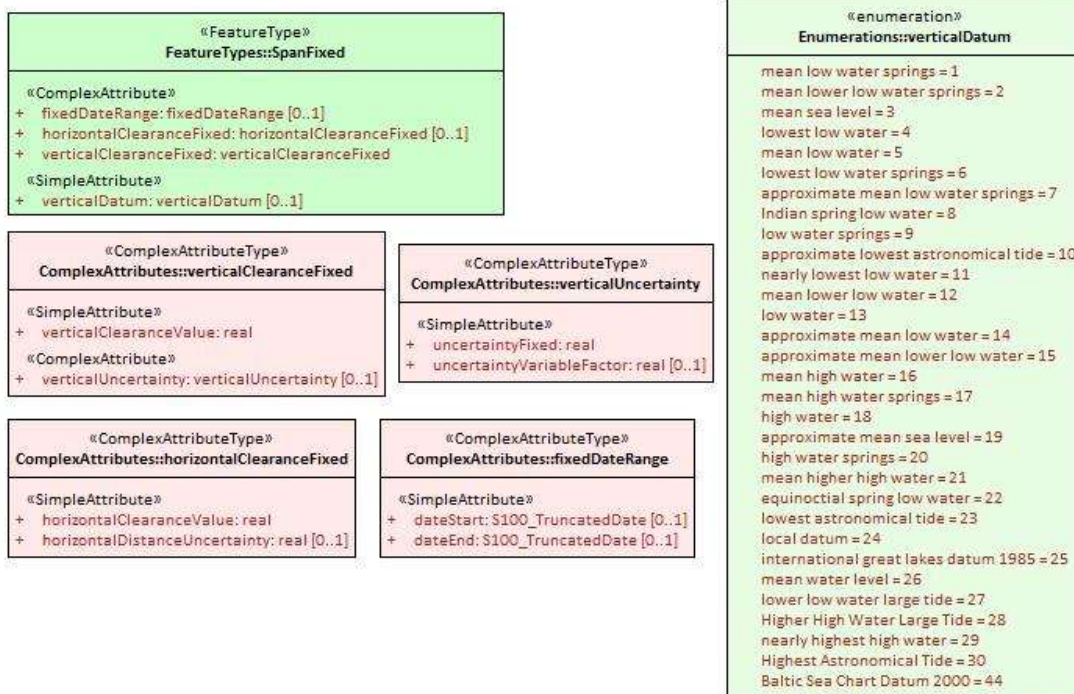 «FeatureType»
FeatureTypes::SpanFixed
«ComplexAttribute»
+ fixedDateRange: fixedDateRange [0..1]
+ horizontalClearanceFixed: horizontalClearanceFixed [0..1]
+ verticalClearanceFixed: verticalClearanceFixed
«SimpleAttribute»
+ verticalDatum: verticalDatum [0..1]
«ComplexAttributeType»
ComplexAttributes::verticalClearanceFixed
«SimpleAttribute»
+ verticalClearanceValue: real
«ComplexAttribute»
+ verticalUncertainty: verticalUncertainty [0..1]
«ComplexAttributeType»
ComplexAttributes::verticalUncertainty
«SimpleAttribute»
+ uncertaintyFixed: real
+ uncertaintyVariableFactor: real [0..1]
«ComplexAttributeType»
ComplexAttributes::horizontalClearanceFixed
«SimpleAttribute»
+ horizontalClearanceValue: real
+ horizontalDistanceUncertainty: real [0..1]
«ComplexAttributeType»
ComplexAttributes::fixedDateRange
«SimpleAttribute»
+ dateStart: S100_TruncatedDate [0..1]
+ dateEnd: S100_TruncatedDate [0..1]
«enumeration»
Enumerations::verticalDatum
mean low water springs = 1
mean lower low water springs = 2
mean sea level = 3
lowest low water = 4
mean low water = 5
lowest low water springs = 6
approximate mean low water springs = 7
Indian spring low water = 8
low water springs = 9
approximate lowest astronomical tide = 10
nearly lowest low water = 11
mean lower low water = 12
low water = 13
approximate mean low water = 14
approximate mean lower low water = 15
mean high water = 16
mean high water springs = 17
high water = 18
approximate mean sea level = 19
high water springs = 20
mean higher high water = 21
equinoctial spring low water = 22
lowest astronomical tide = 23
local datum = 24
international great lakes datum 1985 = 25
mean water level = 26
lower low water large tide = 27
Higher High Water Large Tide = 28
nearly highest high water = 29
Highest Astronomical Tide = 30
Baltic Sea Chart Datum 2000 = 44